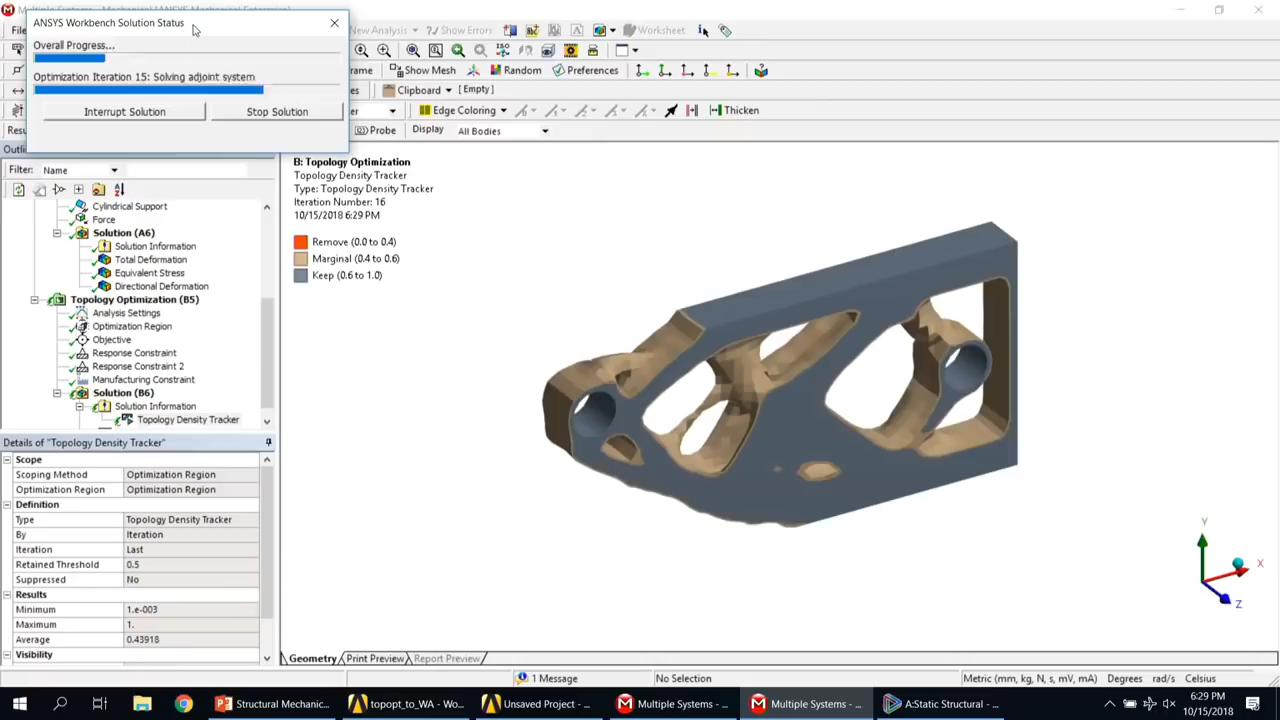 ANSYS Workbench Solution Status
Overall Progress...
Optimization Iteration 15: Solving adjoint system
Interrupt Solution
Stop Solution
New Analysis
Show Errors
Worksheet
Show Mesh
Random
Preferences
Clipboard
[Empty]
Edge Coloring
Thicken
Probe
Display
All Bodies
Filter: Name
Cylindrical Support
Force
Solution (A6)
Solution Information
Total Deformation
Equivalent Stress
Directional Deformation
Topology Optimization (B5)
Analysis Settings
Optimization Region
Objective
Response Constraint
Response Constraint 2
Manufacturing Constraint
Solution (B6)
Solution Information
Topology Density Tracker
Details of "Topology Density Tracker"
Scope
Scoping Method Optimization Region
Optimization Region Optimization Region
Definition
Type Topology Density Tracker
By Iteration
Iteration Last
Retained Threshold 0.5
Suppressed No
Results
Minimum 1.e-003
Maximum 1.
Average 0.43918
Visibility
B: Topology Optimization
Topology Density Tracker
Type: Topology Density Tracker
Iteration Number: 16
10/15/2018 6:29 PM
Remove (0.0 to 0.4)
Marginal (0.4 to 0.6)
Keep (0.6 to 1.0)
Y
X
Z
Geometry
Print Preview
Report Preview
1 Message
No Selection
Metric (mm, kg, N, s, mV, mA)
Degrees
rad/s
Celsius
Structural Mechanic...
topopt_to_WA - Wo...
Unsaved Project - ...
Multiple Systems - ...
Multiple Systems - ...
A:Static Structural - ...
6:29 PM
10/15/2018